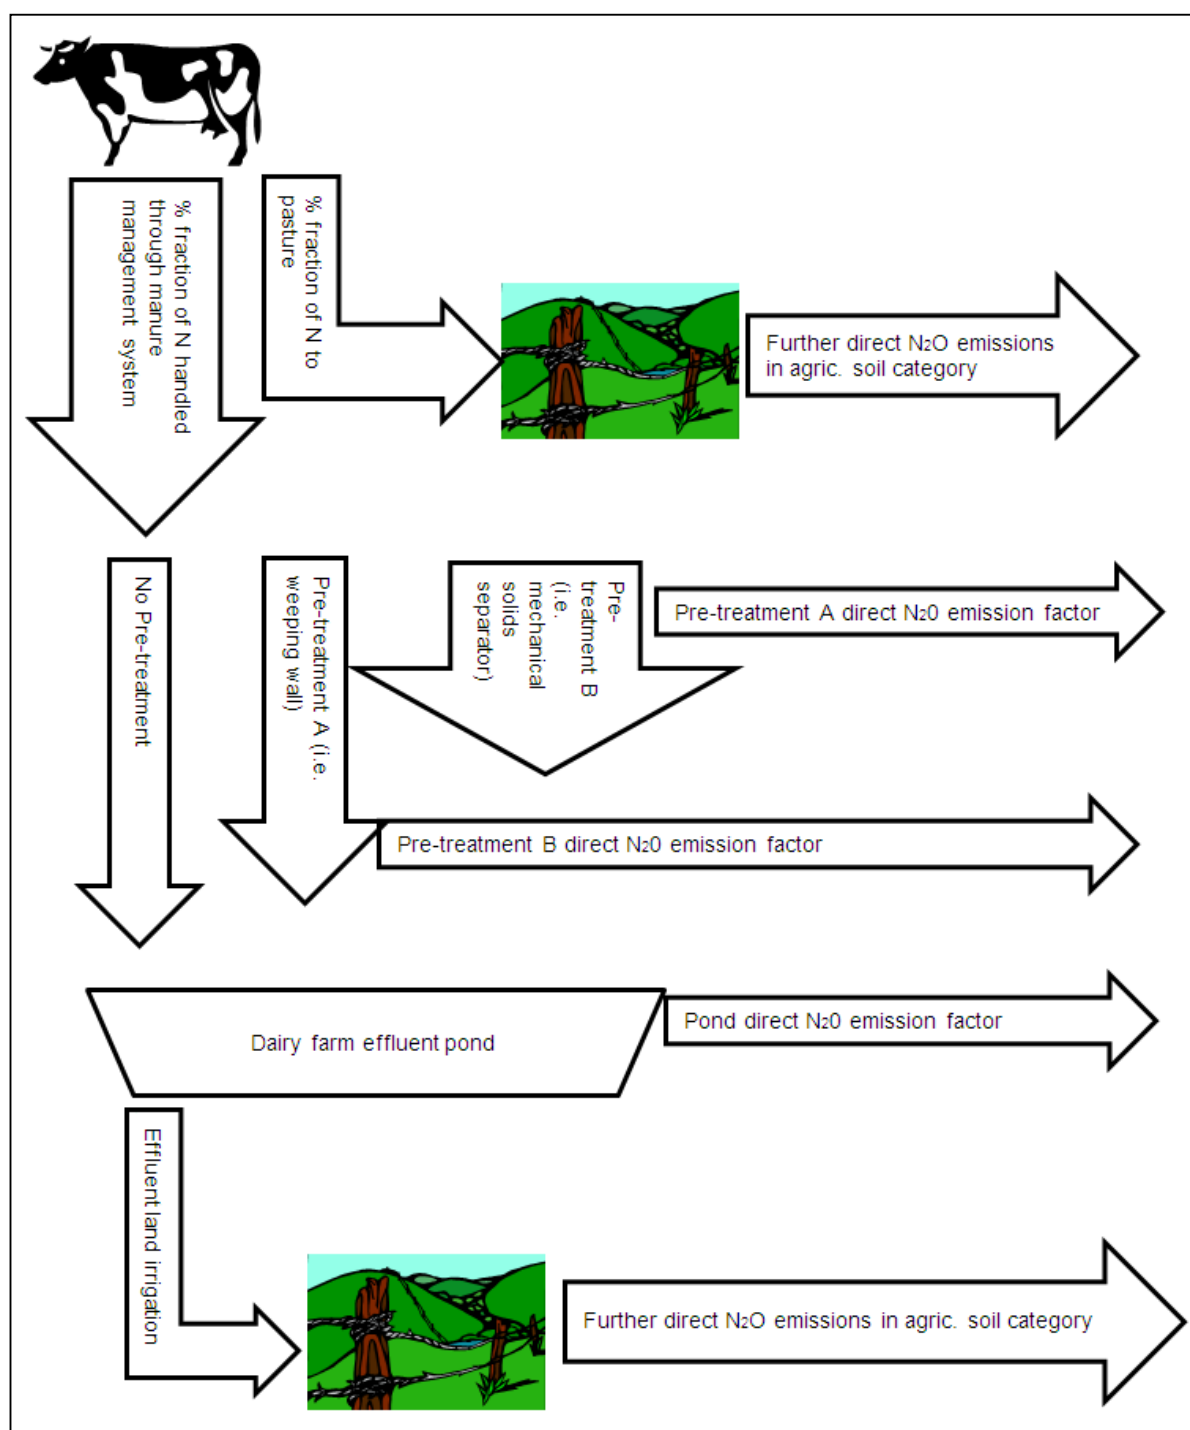 % fraction of N handled
through manure
management system
% fraction of N to
pasture
Further direct N₂O emissions
in agric. soil category
No Pre-treatment
Pre-treatment A (i.e.
weeping wall)
Pre-
treatment B
(i.e.
mechanical
solids
separator)
Pre-treatment A direct N₂0 emission factor
Pre-treatment B direct N₂0 emission factor
Dairy farm effluent pond
Pond direct N₂0 emission factor
Effluent land irrigation
Further direct N₂O emissions in agric. soil category